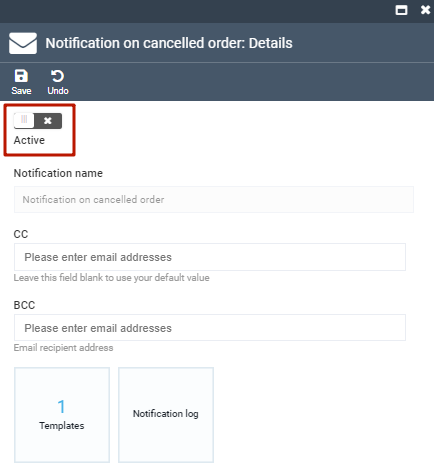 Notification on cancelled order: Details
Save Undo
Active
Notification name
Notification on cancelled order
CC
Please enter email addresses
Leave this field blank to use your default value
BCC
Please enter email addresses
Email recipient address
1
Templates
Notification log